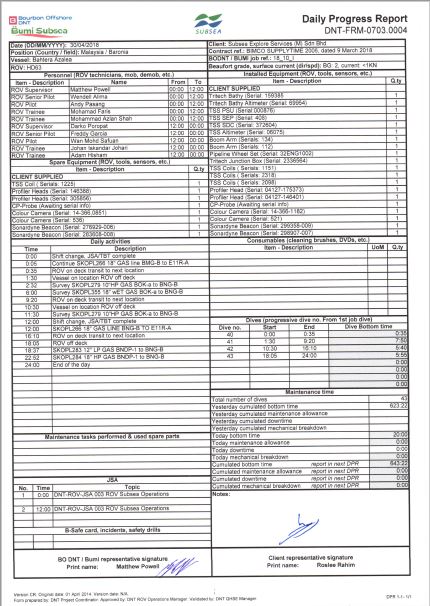 Bourbon Offshore
DNT
Bumi Subsea
SUBSEA
Daily Progress Report
DNT-FRM-0703.0004
Date (DD/MMM/YYYY): 30/04/2018
Client: Subsea Explore Services (M) Sdn Bhd
Position (Country / field): Malaysia / Baronia
Contract ref.: BIMCO SUPPLYTIME 2005, dated 9 March 2018
Vessel: Bahtera Azalea
BODNT / BUMI job ref.: 18_10_I
ROV: HD63
Beaufort grade, surface current (dir/spd): BG: 2, current <1KN
Personnel (ROV technicians, mob, demob, etc.)
Installed Equipment (ROV, tools, sensors, etc.)
Item - Description Name From To
Item - Description Q.ty
ROV Supervisor Matthew Powell 00:00 12:00
CLIENT SUPPLIED
ROV Senior Pilot Wendell Alinia 00:00 12:00
Tritech Bathy (Serial: 159385 1
ROV Pilot Andy Pasang 00:00 12:00
Tritech Bathy Altimeter (Serial: 69954) 1
ROV Trainee Mohamad Faris 00:00 12:00
TSS PSU (Serial 000876) 1
ROV Trainee Mohammad Azlan Shah 00:00 12:00
TSS SEP (Serial: 408) 1
ROV Supervisor Darko Poropat 12:00 00:00
TSS SDC (Serial: 372604) 1
ROV Senior Pilot Freddy Garcia 12:00 00:00
TSS Altimeter (Serial: 06075) 1
ROV Pilot Wan Mohd Safuan 12:00 00:00
Boom Arm (Serial: 134) 1
ROV Trainee Johan Iskandar Johari 12:00 00:00
Boom Arm (Serial: 112) 1
ROV Trainee Adam Hisham 12:00 00:00
Pipeline Wheel Set (Serial: 32ENG1002) 1
Spare Equipment (ROV, tools, sensors, etc.)
Tritech Junction Box (Serial: 2336564) 1
Item - Description Q.ty
TSS Coils (Serial: 1151) 1
TSS Coils (Serial: 2318) 1
CLIENT SUPPLIED
TSS Coils (Serial: 2098) 1
TSS Coil (Serials: 1225) 1
Profiler Head (Serial: 04127-175373) 1
Profiler Heads (Serial: 146388) 1
Profiler Head (Serial: 04127-146401) 1
Profiler Heads (Serial: 305856) 1
CP-Probe (Awaiting serial info) 1
CP-Probe (Awaiting serial info) 1
Colour Camera (Serial: 14-366-1162) 1
Colour Camera (Serial: 14-366.0851) 1
Colour Camera (Serial: 521) 1
Colour Camera (Serial: 536) 1
Sonardyne Beacon (Serial: 299358-006) 1
Sonardyne Beacon (Serial: 276929-006) 1
Sonardyne Beacon (Serial: 298907-007) 1
Sonardyne Beacon (Serial: 263608-008) 1
Daily activities
Consumables (cleaning brushes, DVDs, etc.)
Time Description
Item - Description UoM Q.ty
0:00 Shift change, JSA/TBT complete
0:05 Continue SKOPL266 18" GAS line BMG-B to E11R-A
0:35 ROV on deck transit to next location
1:30 Vessel on location ROV off deck
2:32 Survey SKOPL279 10"HP GAS BOK-a to BNG-B
6:00 Survey SKOPL355 18" wET GAS BOK-a to BNG-B
9:20 ROV on deck transit to next location
10:30 Vessel on location ROV off deck
11:30 Survey SKOPL279 10"HP GAS BOK-a to BNG-B
12:00 Shift change, JSA/TBT complete
12:00 SKOPL266 18" GAS LINE BNG-B TO E11R-A
16:10 ROV on deck transit to next location
18:05 ROV off deck
18:37 SKOPL283 12" LP GAS BNDP-1 to BNG-B
22:52 SKOPL284 18" HP GAS BNDP-1 to BNG-B
24:00 End of the day
Dives (progressive dive no. From 1st job dive)
Dive no. Start End Dive Bottom time
40 0:00 0:35 0:35
41 1:30 9:20 7:50
42 10:30 16:10 5:40
43 18:05 24:00 5:55
0:00
0:00
0:00
0:00
Maintenance time
Total number of dives 43
Yesterday cumulated bottom time 623:22
Yesterday cumulated maintenance allowance
Yesterday cumulated downtime
Yesterday cumulated mechanical breakdown
Maintenance tasks performed & used spare parts
Today bottom time 20:00
Today maintenance allowance 0:00
Today downtime 0:00
Today mechanical breakdown 0:00
Cumulated bottom time report in next DPR 643:22
Cumulated maintenance allowance report in next DPR 0:00
Cumulated downtime report in next DPR 0:00
Cumulated mechanical breakdown report in next DPR 0:00
JSA
Notes:
No. Time Topic
1 0:00 DNT-ROV-JSA 003 ROV Subsea Operations
2 12:00 DNT-ROV-JSA 003 ROV Subsea Operations
B-Safe card, incidents, safety drills
BO DNT / Bumi representative signature
Client representative signature
Print name: Matthew Powell
Print name: Roslee Rahim
Version CR. Original date: 01 April 2014 Version date: N/A.
Form prepared by: DNT Project Coordinator. Approved by: DNT ROV Operations Manager. Validated by: DNT QHSE Manager.
DPR 1-1 - 1/1